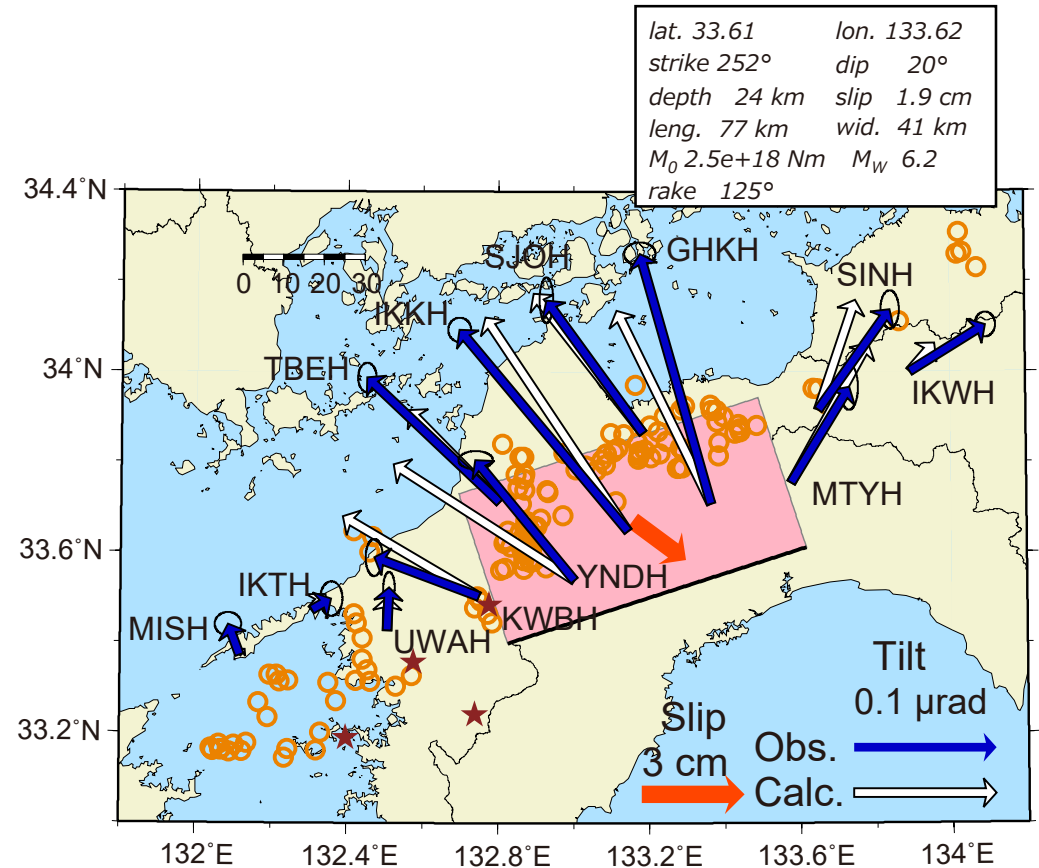 lat. 33.61 lon. 133.62
strike 252° dip 20°
depth 24 km slip 1.9 cm
leng. 77 km wid. 41 km
M0 2.5e+18 Nm MW 6.2
rake 125°
34.4°N
SJOH GHKH
SINH
0 10 20 30
IKKH
TBEH
34°N
IKWH
MTYH
33.6°N
YNDH
IKTH
KWBH
MISH
UWAH
Tilt
0.1 µrad
Slip
3 cm
Obs.
Calc.
33.2°N
132°E 132.4°E 132.8°E 133.2°E 133.6°E 134°E